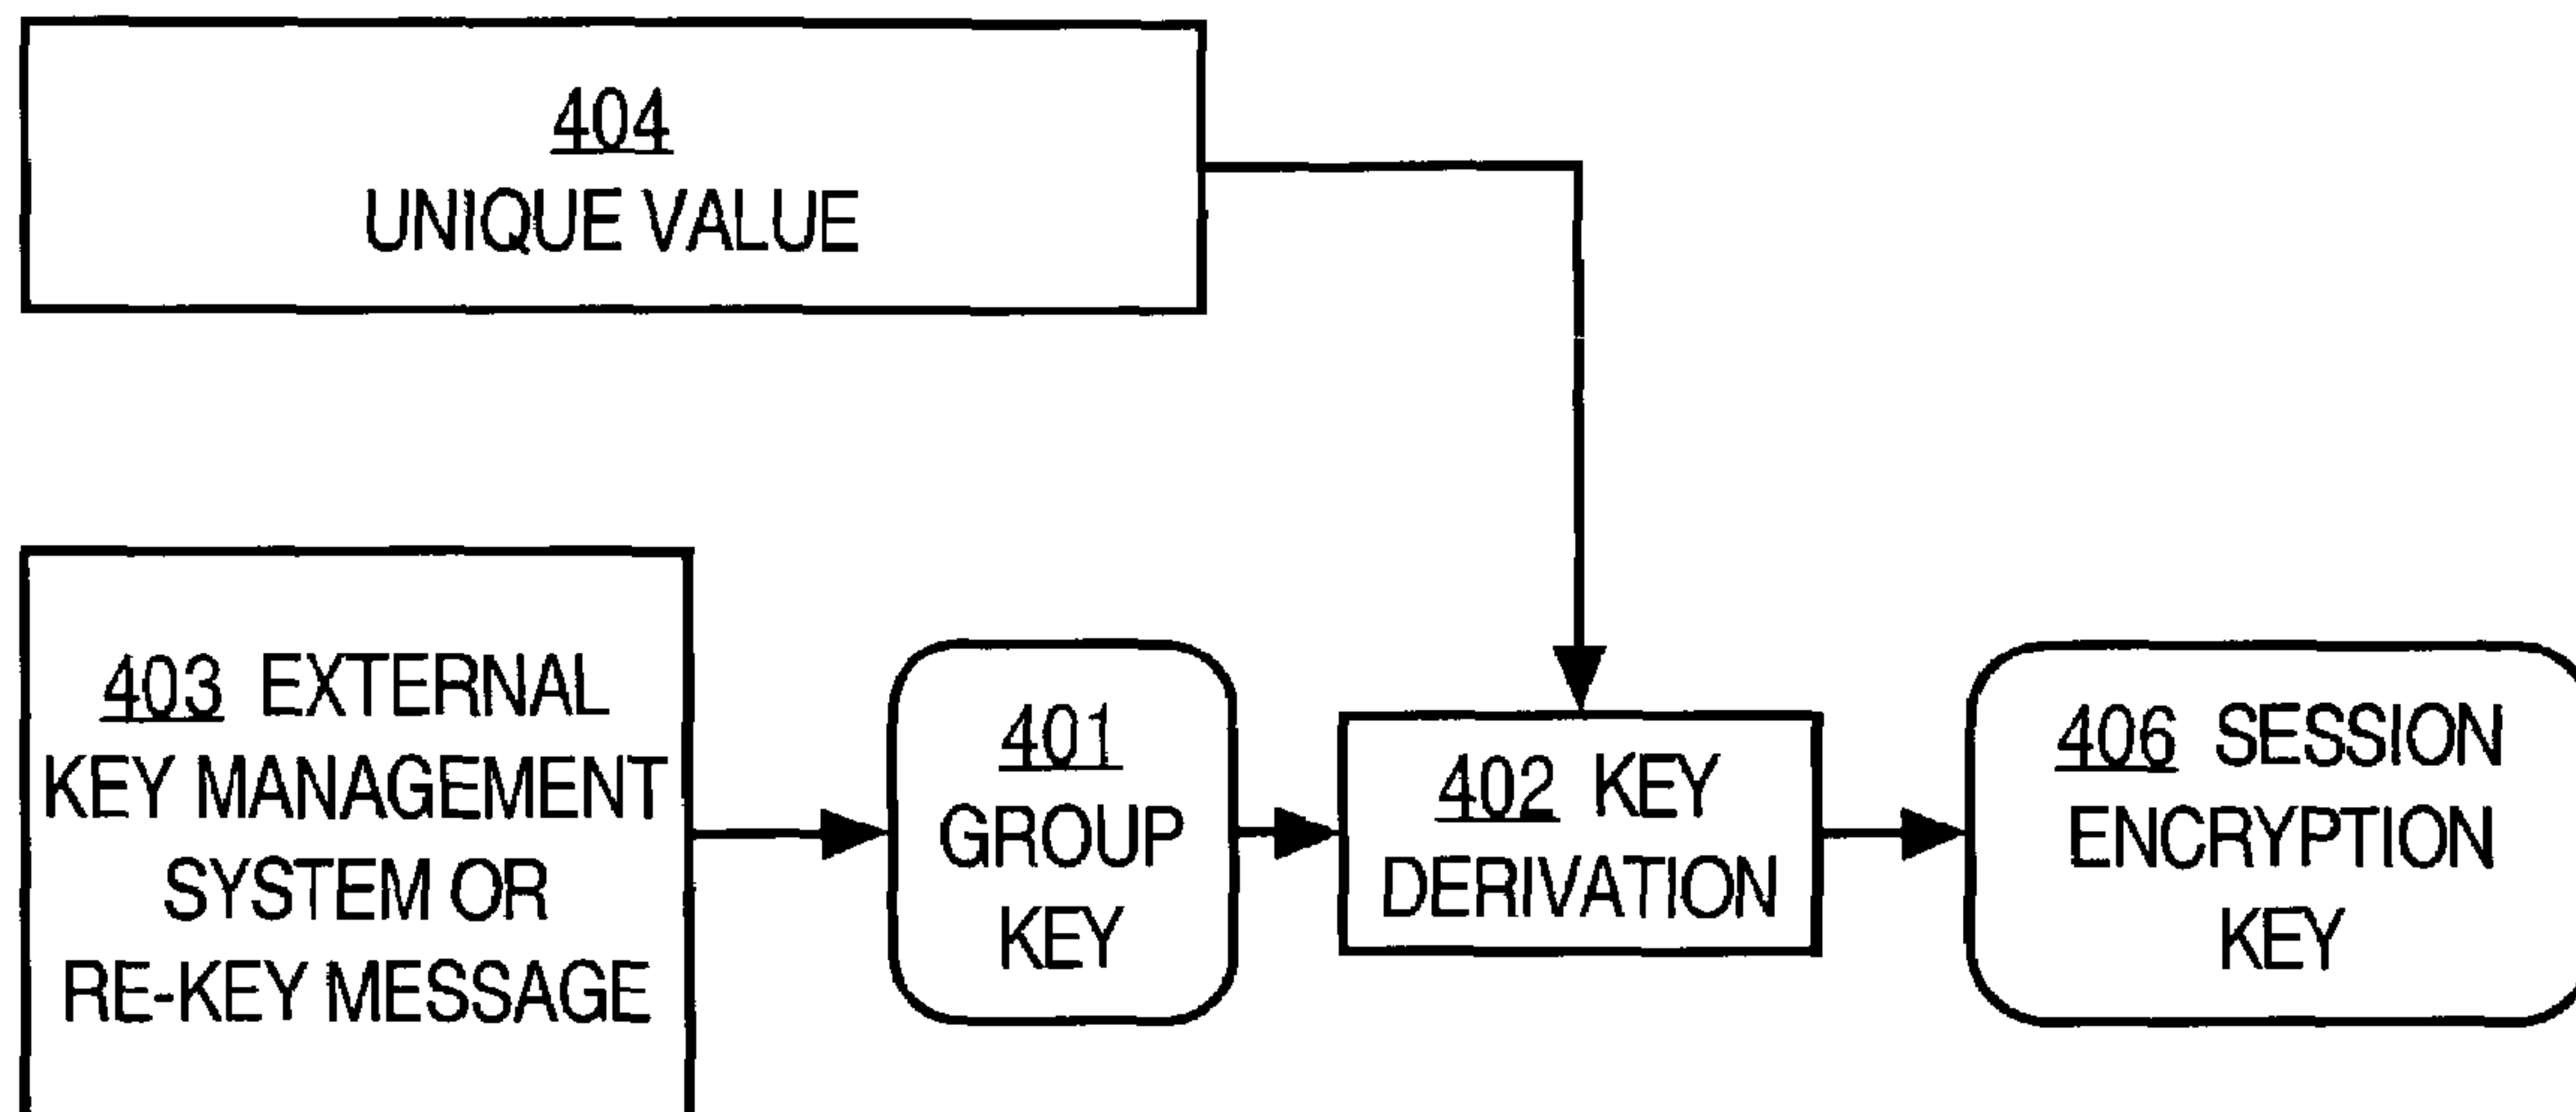 404
UNIQUE VALUE
403 EXTERNAL
KEY MANAGEMENT
SYSTEM OR
RE-KEY MESSAGE
401
GROUP
KEY
402 KEY
DERIVATION
406 SESSION
ENCRYPTION
KEY